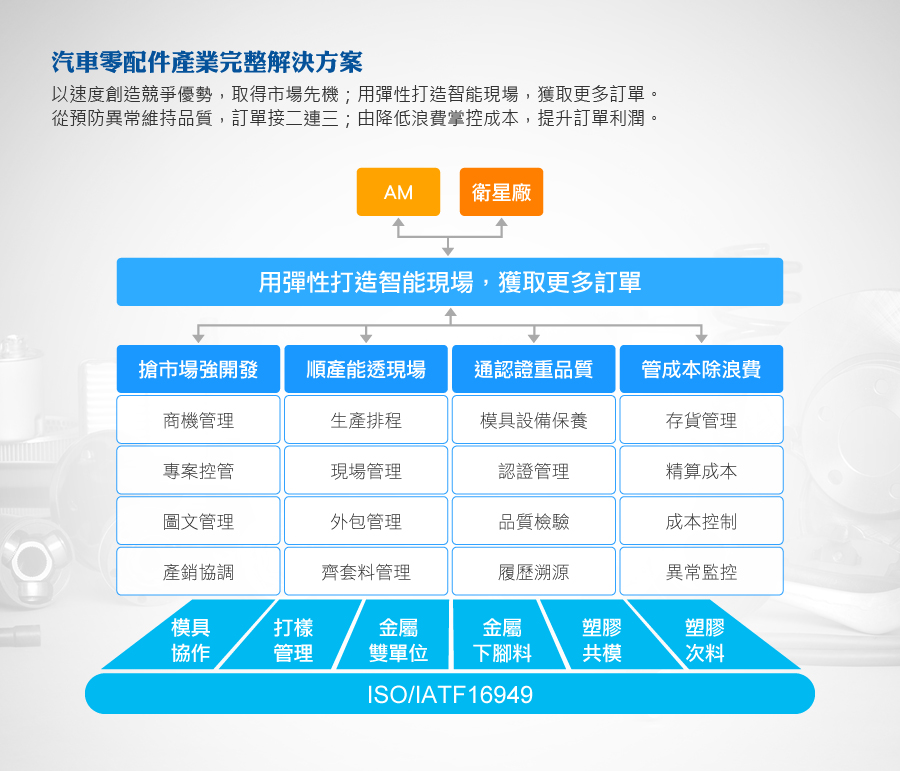 汽車零配件產業完整解決方案
以速度創造競爭優勢，取得市場先機；用彈性打造智能現場，獲取更多訂單。
從預防異常維持品質，訂單接二連三；由降低浪費掌控成本，提升訂單利潤。
AM
衛星廠
用彈性打造智能現場，獲取更多訂單
搶市場強開發
順產能透現場
通認證重品質
管成本除浪費
商機管理
生產排程
模具設備保養
存貨管理
專案控管
現場管理
認證管理
精算成本
圖文管理
外包管理
品質檢驗
成本控制
產銷協調
齊套料管理
履歷溯源
異常監控
模具
協作
打樣
管理
金屬
雙單位
金屬
下腳料
塑膠
共模
塑膠
次料
ISO/IATF16949